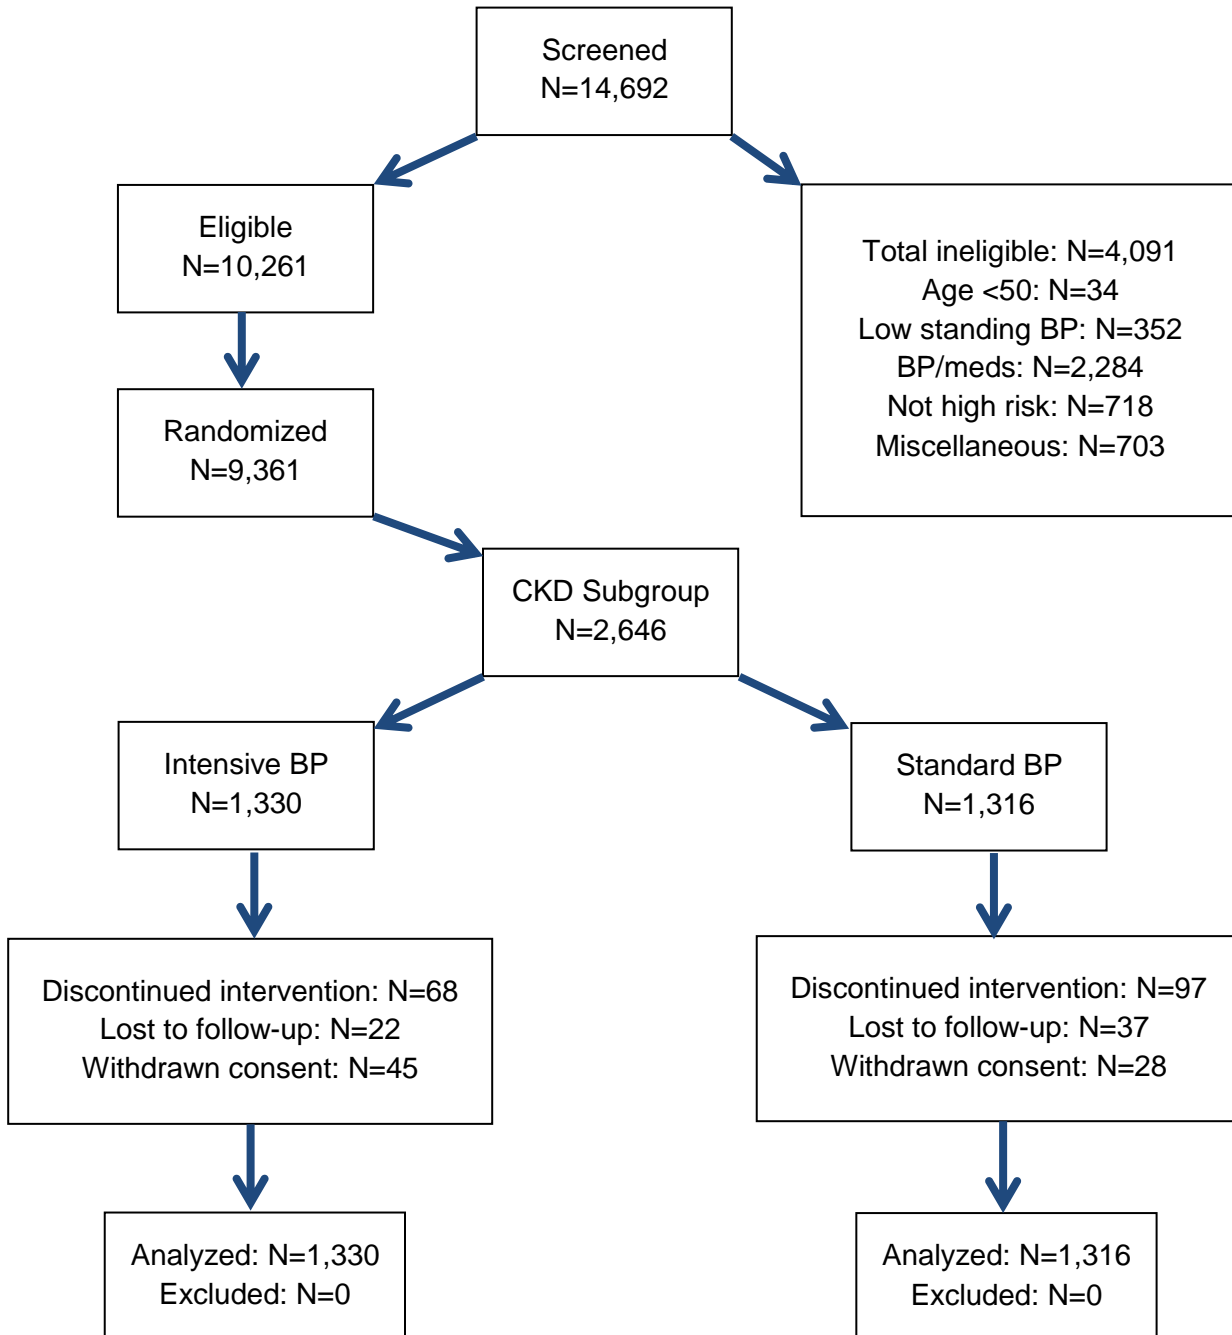 Screened
N=14,692
Eligible
N=10,261
Total ineligible: N=4,091
Age <50: N=34
Low standing BP: N=352
BP/meds: N=2,284
Not high risk: N=718
Miscellaneous: N=703
Randomized
N=9,361
CKD Subgroup
N=2,646
Intensive BP
N=1,330
Standard BP
N=1,316
Discontinued intervention: N=68
Lost to follow-up: N=22
Withdrawn consent: N=45
Discontinued intervention: N=97
Lost to follow-up: N=37
Withdrawn consent: N=28
Analyzed: N=1,330
Excluded: N=0
Analyzed: N=1,316
Excluded: N=0